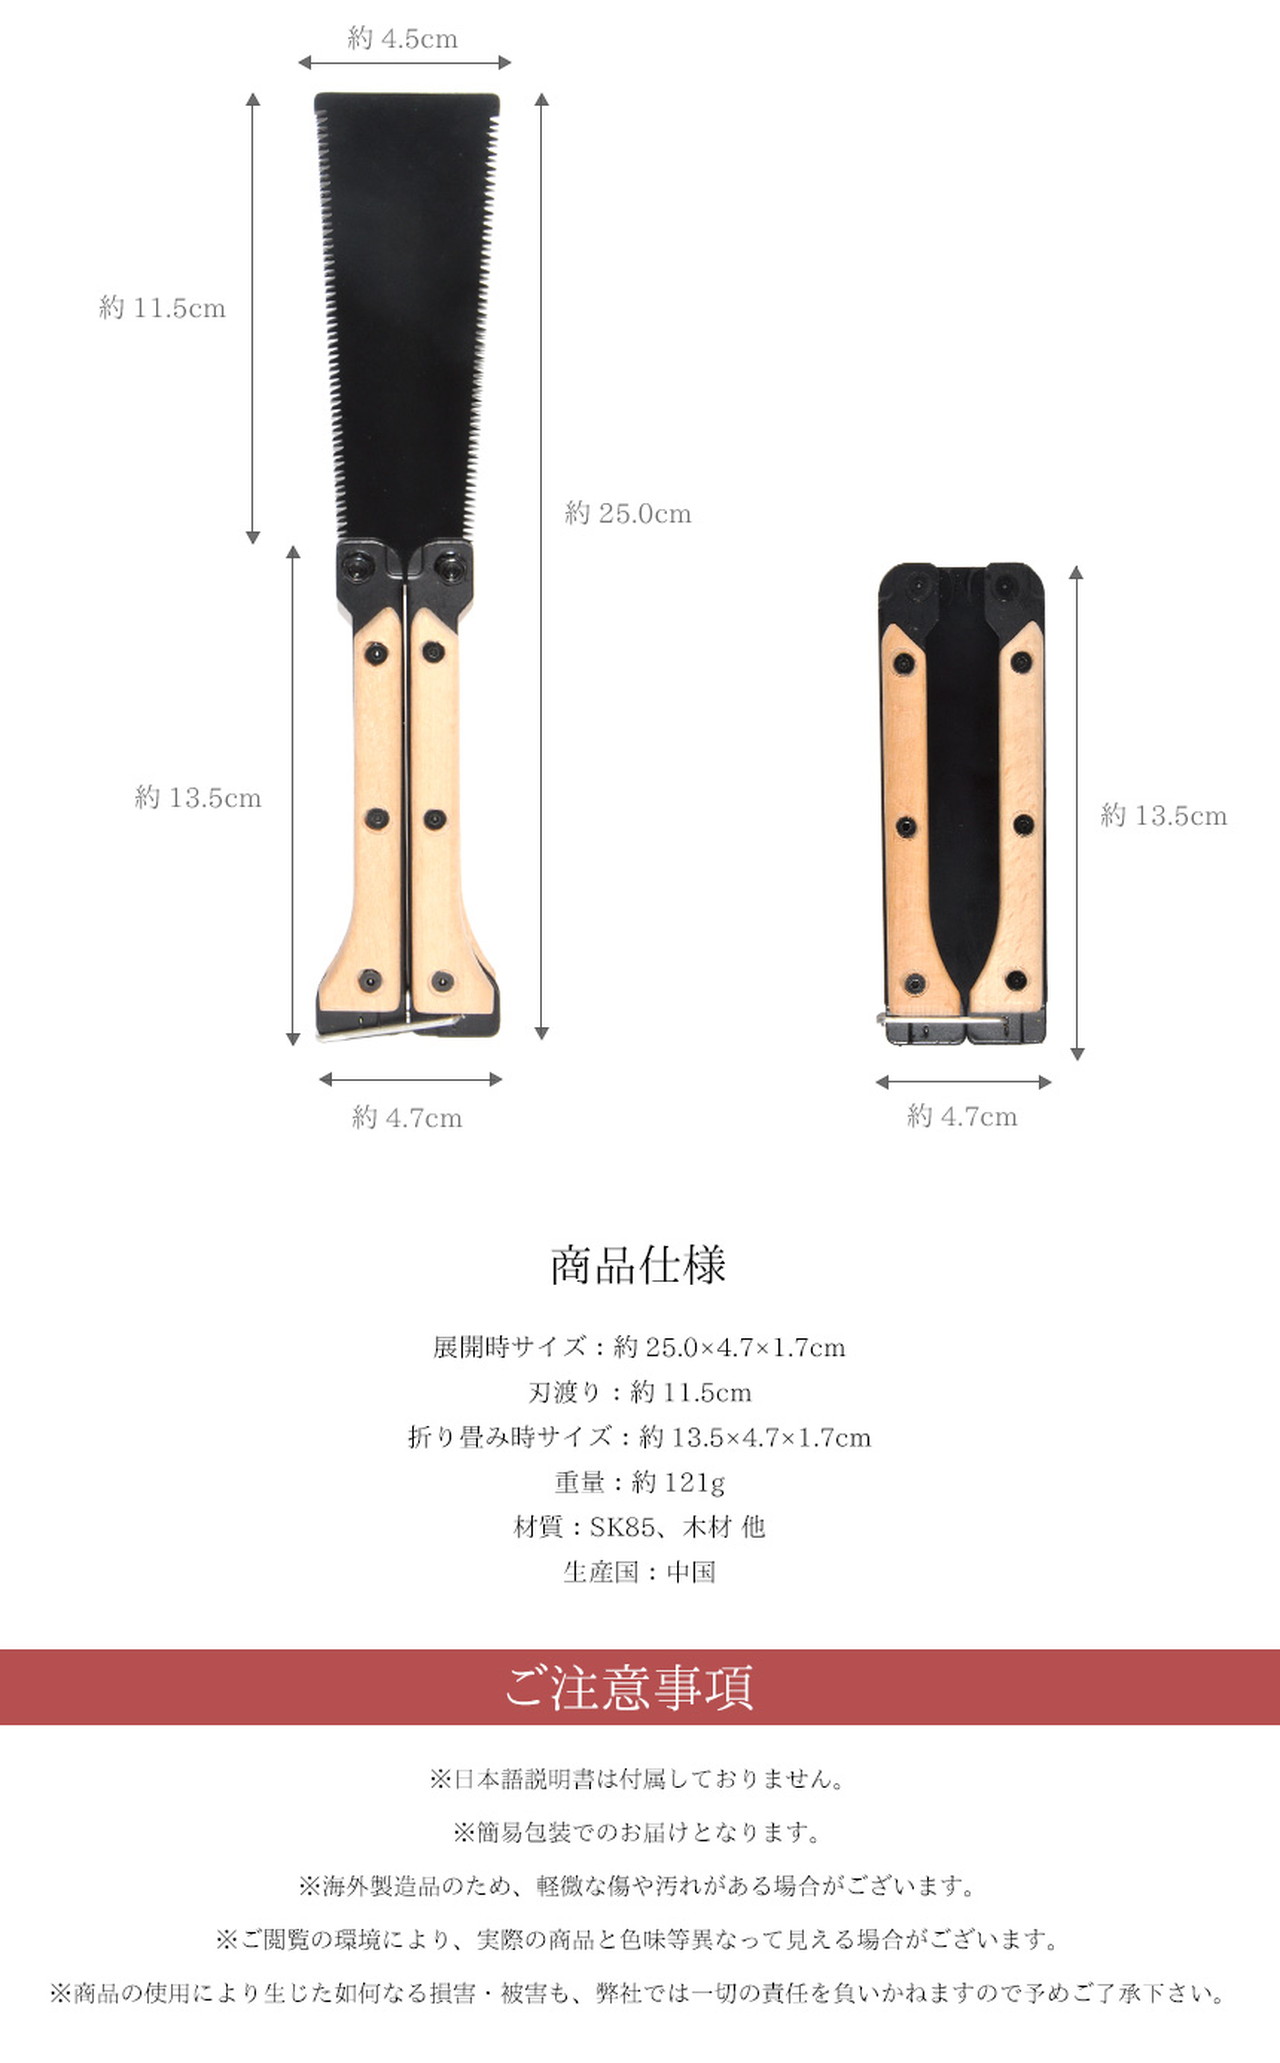 約 4.5cm
約 11.5cm
約 25.0cm
約 13.5cm
約 13.5cm
約 4.7cm
約 4.7cm
商品仕様
展開時サイズ：約 25.0×4.7×1.7cm
刃渡り：約 11.5cm
折り畳み時サイズ：約 13.5×4.7×1.7cm
重量：約 121g
材質：SK85、木材 他
生産国：中国
ご注意事項
※日本語説明書は付属しておりません。
※簡易包装でのお届けとなります。
※海外製造品のため、軽微な傷や汚れがある場合がございます。
※ご閲覧の環境により、実際の商品と色味等異なって見える場合がございます。
※商品の使用により生じた如何なる損害・被害も、弊社では一切の責任を負いかねますので予めご了承下さい。